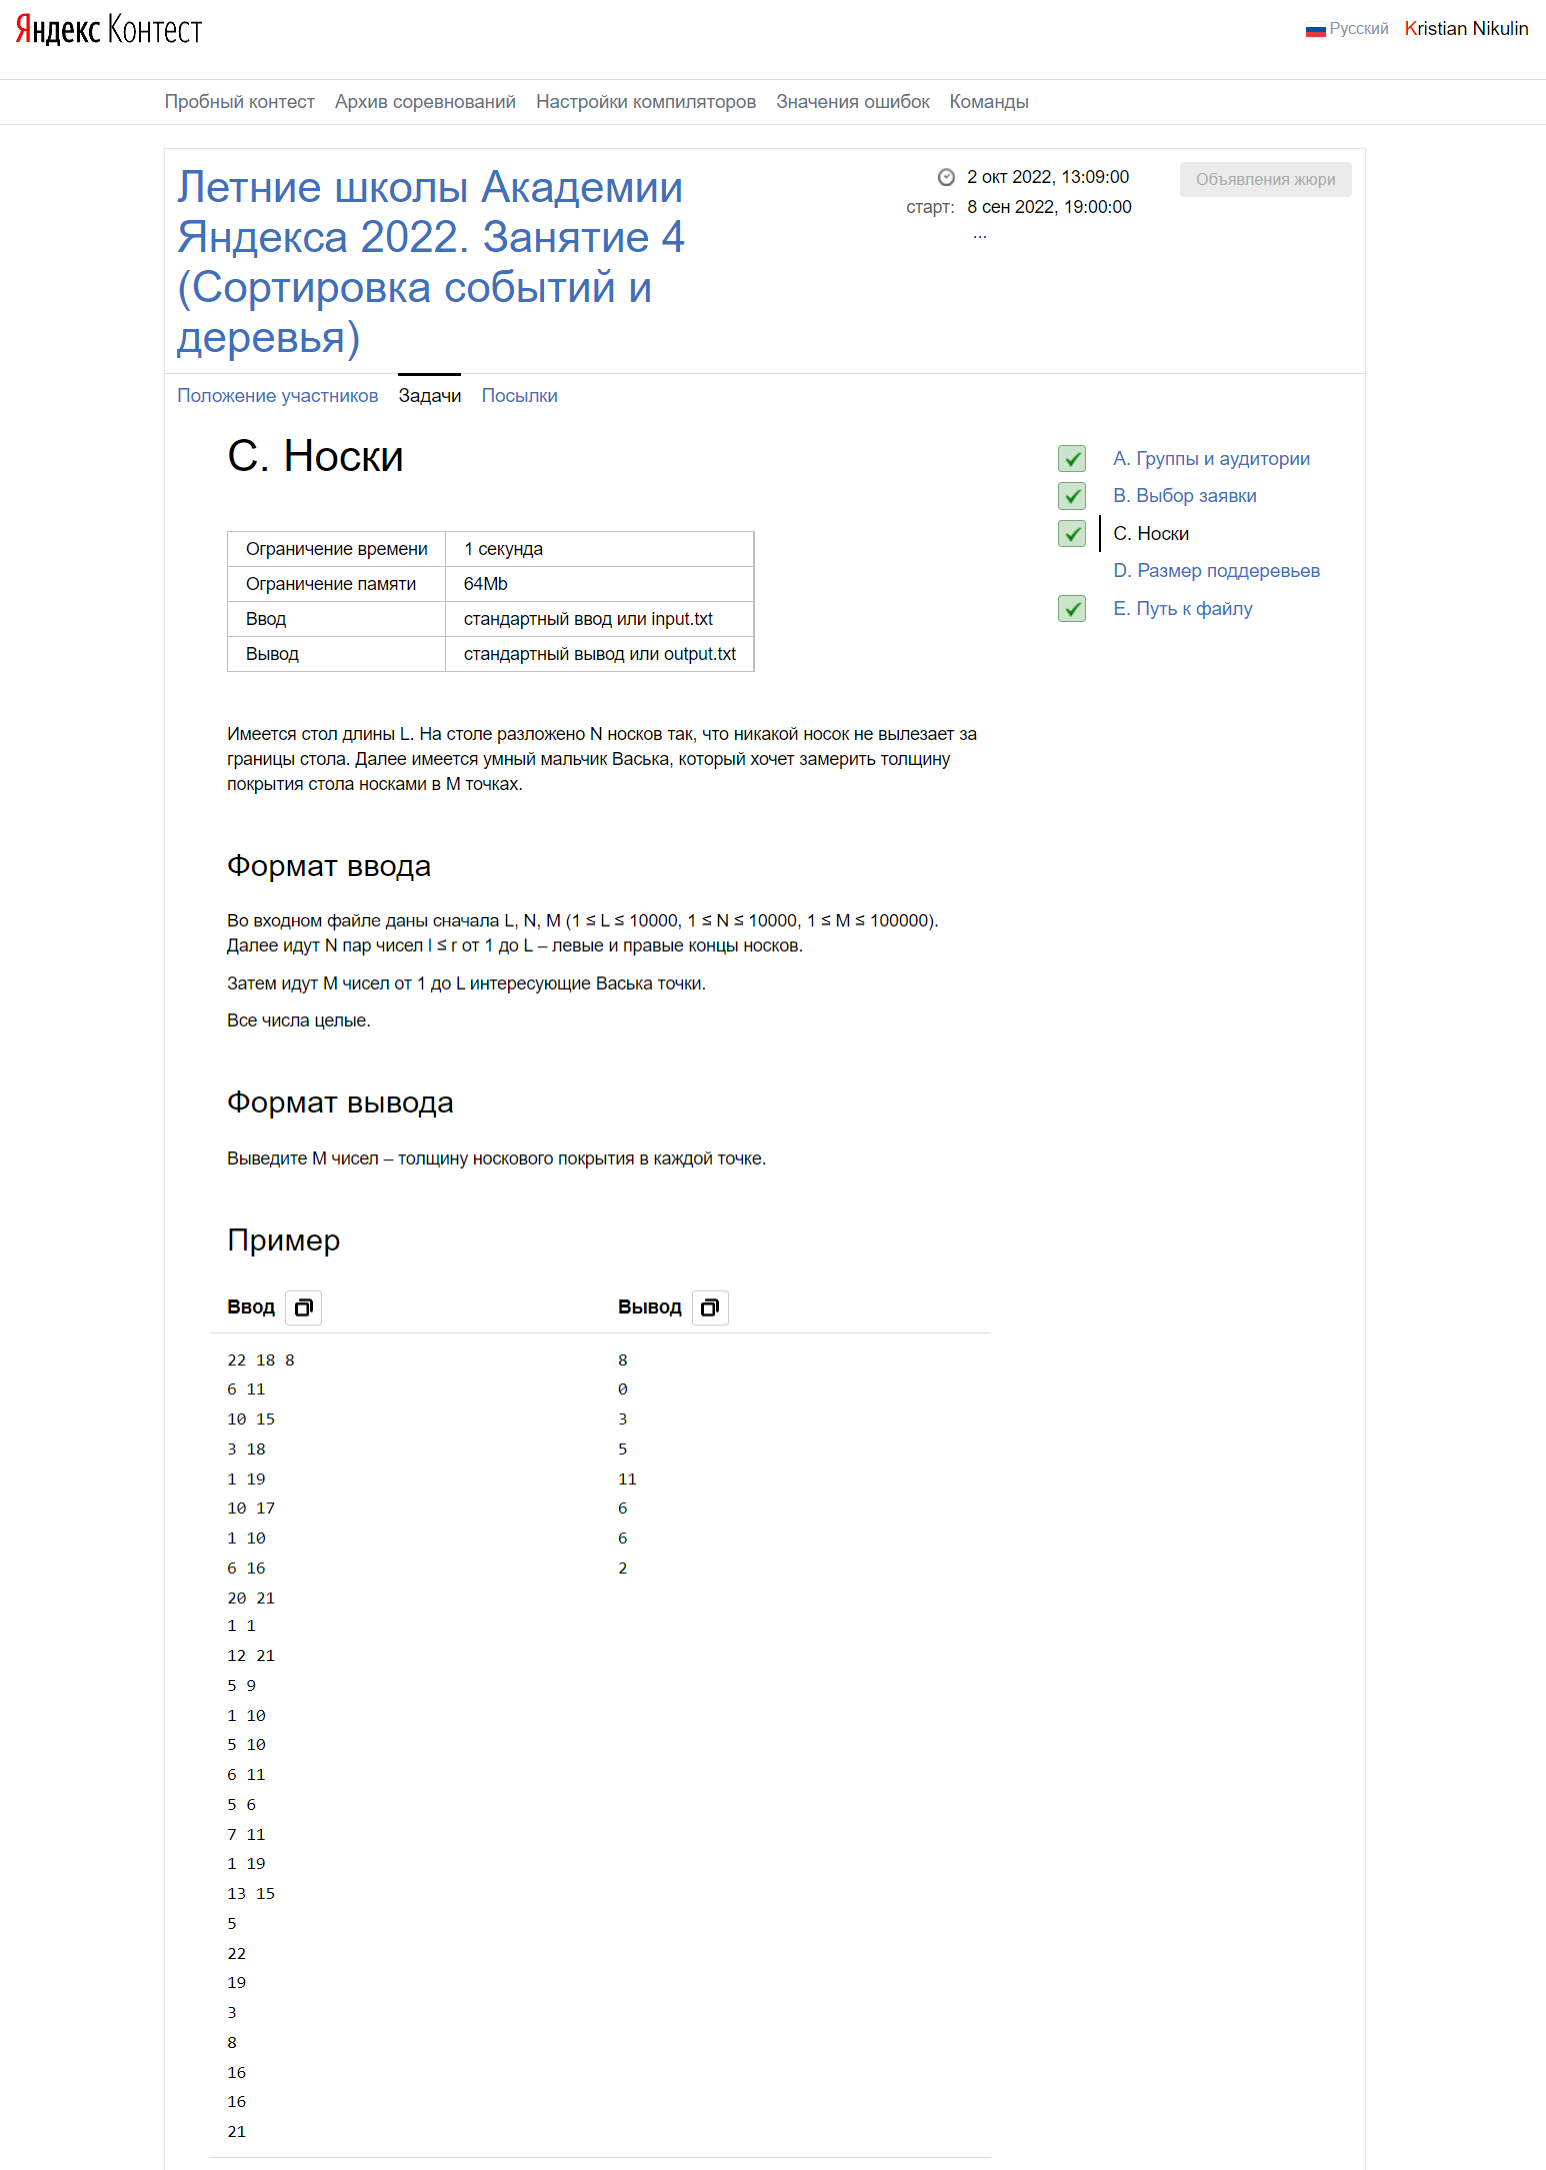 Яндекс Контест
Русский Kristian Nikulin
Пробный контест Архив соревнований Настройки компиляторов Значения ошибок Команды
Летние школы Академии
Яндекса 2022. Занятие 4
(Сортировка событий и
деревья)
2 окт 2022, 13:09:00
старт: 8 сен 2022, 19:00:00
...
Объявления жюри
Положение участников Задачи Посылки
C. Носки
A. Группы и аудитории
B. Выбор заявки
C. Носки
D. Размер поддеревьев
E. Путь к файлу
Ограничение времени 1 секунда
Ограничение памяти 64Mb
Ввод стандартный ввод или input.txt
Вывод стандартный вывод или output.txt
Имеется стол длины L. На столе разложено N носков так, что никакой носок не вылезает за
границы стола. Далее имеется умный мальчик Васька, который хочет замерить толщину
покрытия стола носками в M точках.
Формат ввода
Во входном файле даны сначала L, N, M (1 ≤ L ≤ 10000, 1 ≤ N ≤ 10000, 1 ≤ M ≤ 100000).
Далее идут N пар чисел l ≤ r от 1 до L – левые и правые концы носков.
Затем идут M чисел от 1 до L интересующие Васька точки.
Все числа целые.
Формат вывода
Выведите M чисел – толщину носкового покрытия в каждой точке.
Пример
Ввод
22 18 8
6 11
10 15
3 18
1 19
10 17
1 10
6 16
20 21
1 1
12 21
5 9
1 10
5 10
6 11
5 6
7 11
1 19
13 15
5
22
19
3
8
16
16
21
Вывод
8
0
3
5
11
6
6
2